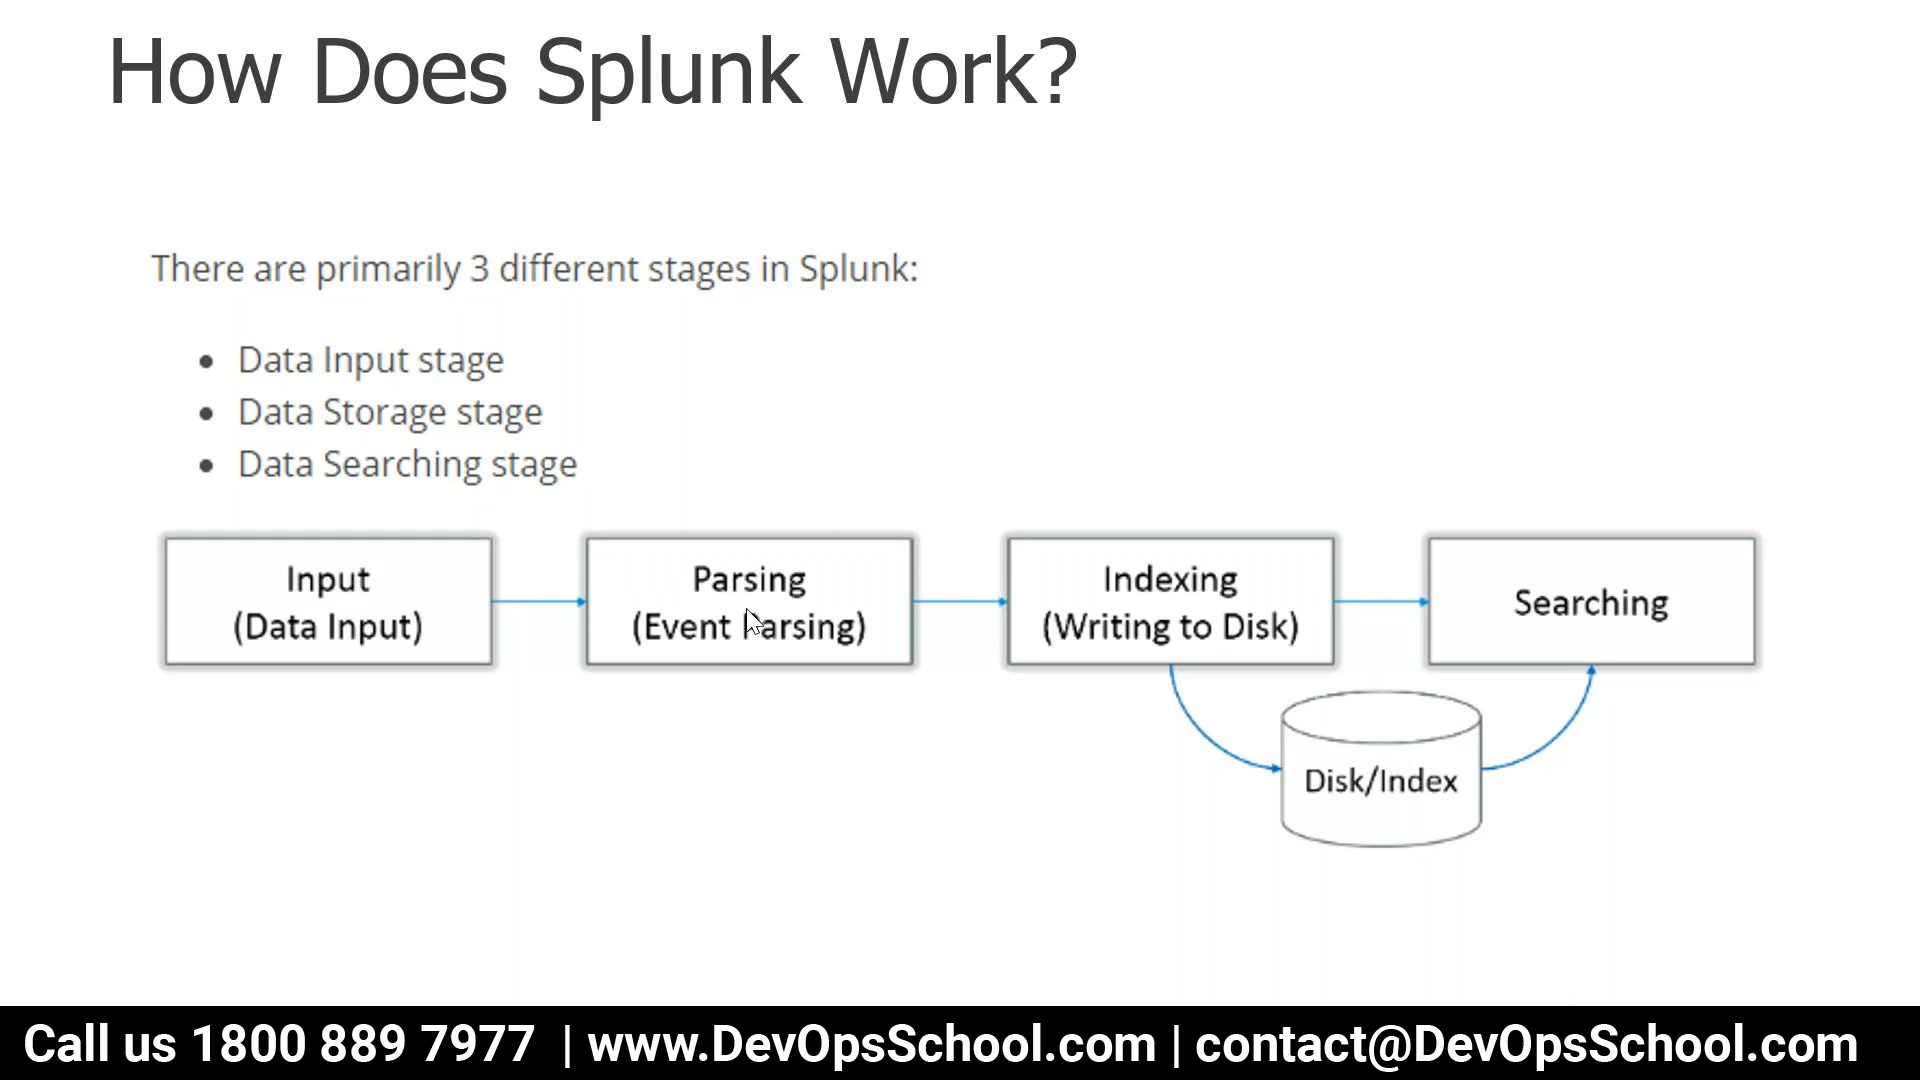 How Does Splunk Work?
There are primarily 3 different stages in Splunk:
• Data Input stage
• Data Storage stage
• Data Searching stage
Input
(Data Input)
Parsing
(Event Parsing)
Indexing
(Writing to Disk)
Searching
Disk/Index
Call us 1800 889 7977 | www.DevOpsSchool.com | contact@DevOpsSchool.com